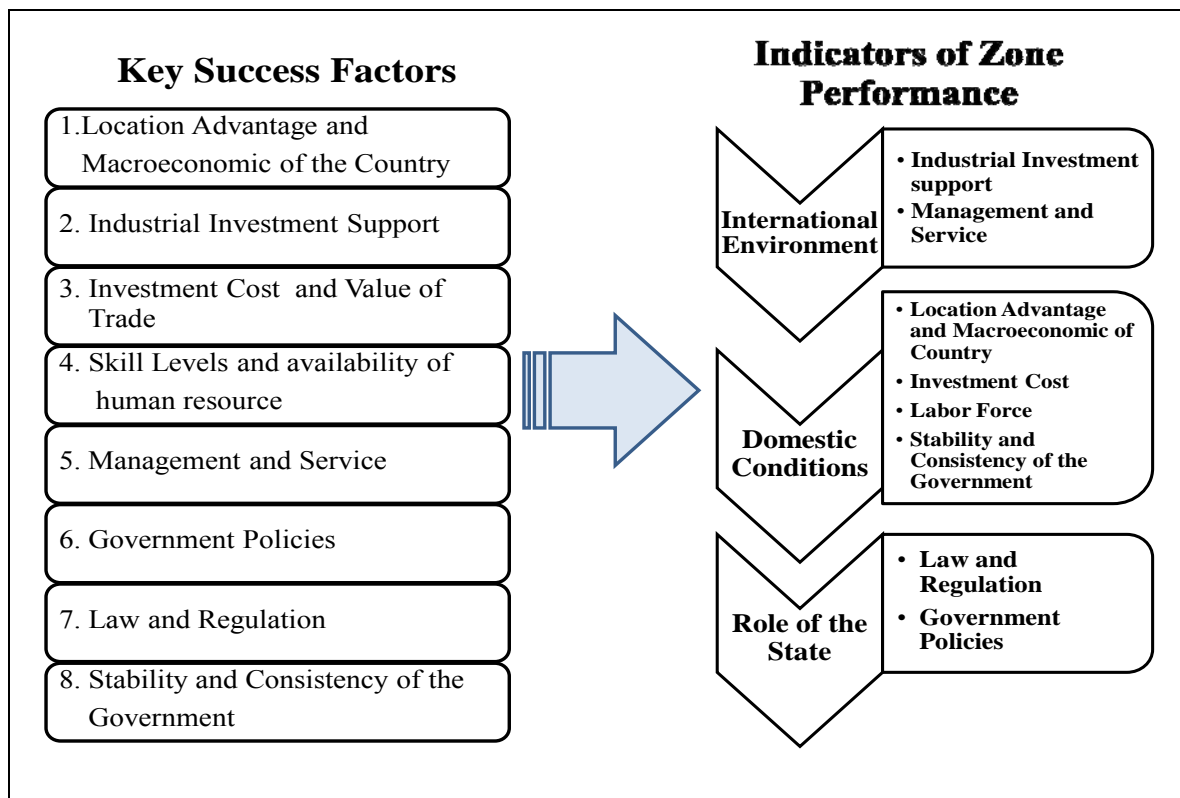 Key Success Factors
1.Location Advantage and
Macroeconomic of the Country
2. Industrial Investment Support
3. Investment Cost and Value of
Trade
4. Skill Levels and availability of
human resource
5. Management and Service
6. Government Policies
7. Law and Regulation
8. Stability and Consistency of the
Government
Indicators of Zone
Performance
International
Environment
• Industrial Investment
support
• Management and
Service
Domestic
Conditions
• Location Advantage
and Macroeconomic of
Country
• Investment Cost
• Labor Force
• Stability and
Consistency of the
Government
Role of the
State
• Law and
Regulation
• Government
Policies